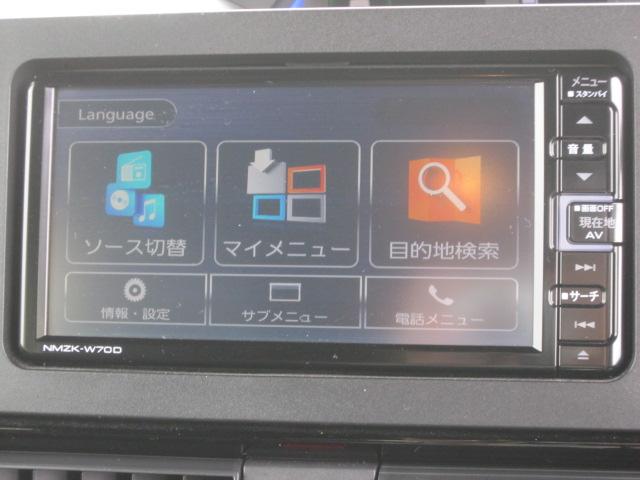 Language
ソース切替
マイメニュー
目的地検索
情報・設定
サブメニュー
電話メニュー
NMZK-W70D
メニュー
■スタンバイ
音量
■画面OFF
現在地
AV
■サーチ